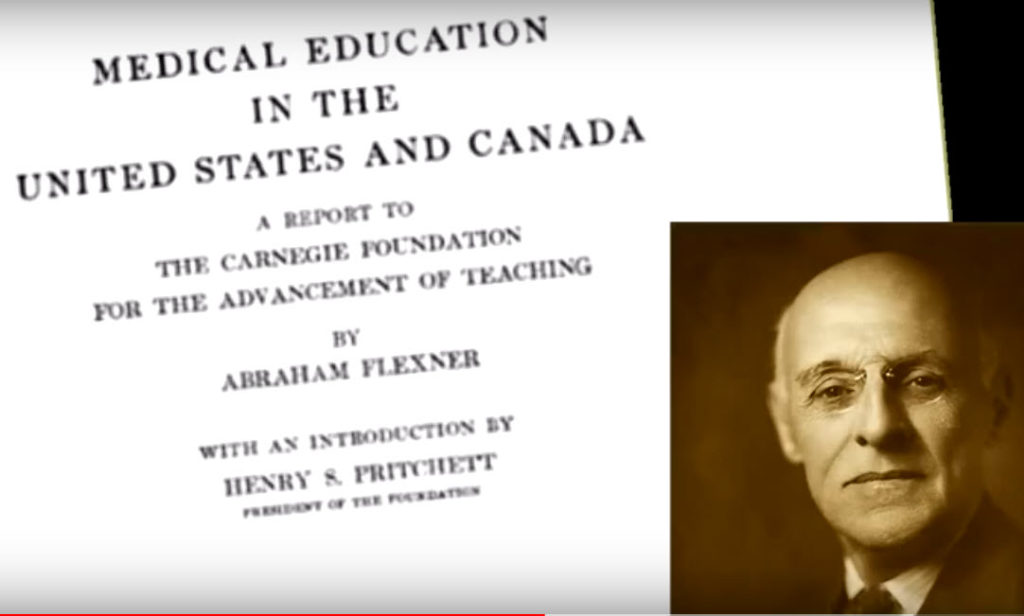 MEDICAL EDUCATION
IN THE
UNITED STATES AND CANADA
A REPORT TO
THE CARNEGIE FOUNDATION
FOR THE ADVANCEMENT OF TEACHING
BY
ABRAHAM FLEXNER
WITH AN INTRODUCTION BY
HENRY S. PRITCHETT
PRESIDENT OF THE FOUNDATION